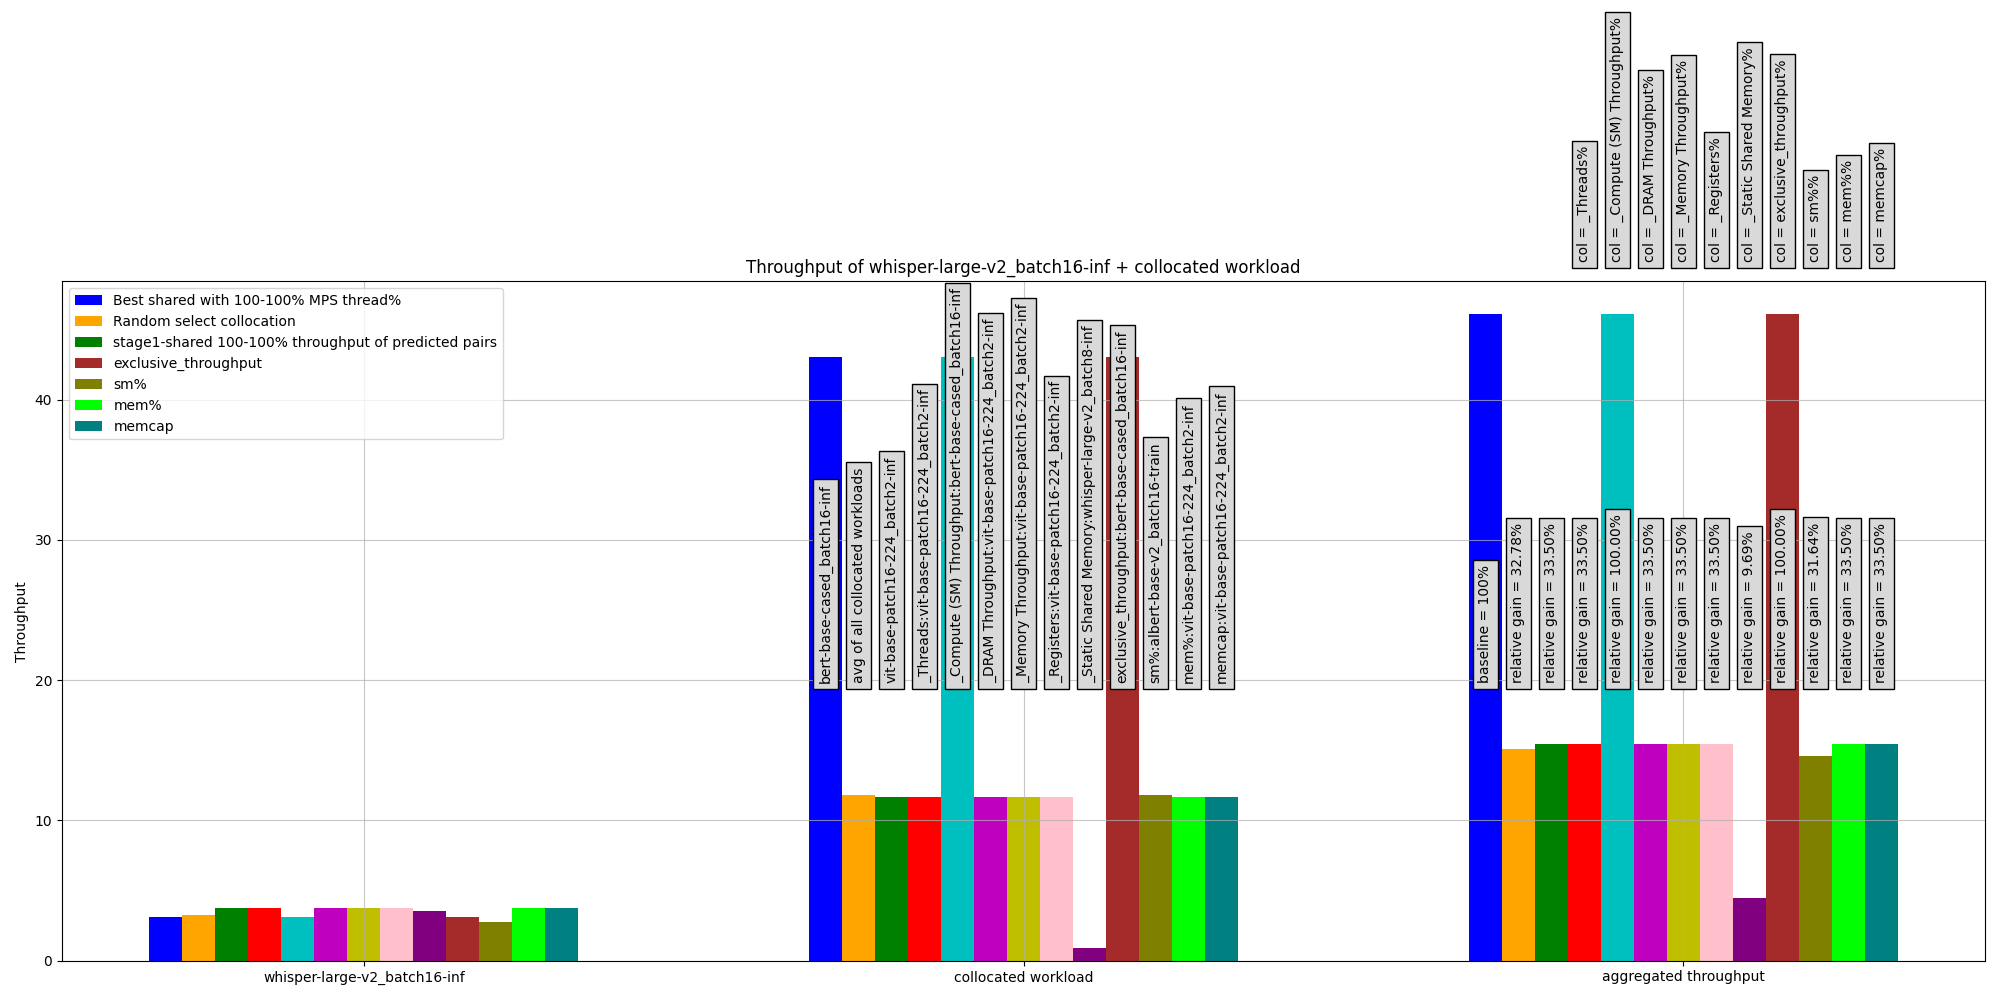 col = _Threads%
col = _Compute (SM) Throughput%
col = _DRAM Throughput%
col = _Memory Throughput%
col = _Registers%
col = _Static Shared Memory%
col = exclusive_throughput%
col = sm%%
col = mem%%
col = memcap%
Throughput of whisper-large-v2_batch16-inf + collocated workload
Best shared with 100-100% MPS thread%
Random select collocation
stage1-shared 100-100% throughput of predicted pairs
exclusive_throughput
sm%
mem%
memcap
Throughput
40
30
20
10
0
bert-base-cased_batch16-inf
avg of all collocated workloads
vit-base-patch16-224_batch2-inf
_Threads:vit-base-patch16-224_batch2-inf
_Compute (SM) Throughput:bert-base-cased_batch16-inf
_DRAM Throughput:vit-base-patch16-224_batch2-inf
_Memory Throughput:vit-base-patch16-224_batch2-inf
_Registers:vit-base-patch16-224_batch2-inf
_Static Shared Memory:whisper-large-v2_batch8-inf
exclusive_throughput:bert-base-cased_batch16-inf
sm%:albert-base-v2_batch16-train
mem%:vit-base-patch16-224_batch2-inf
memcap:vit-base-patch16-224_batch2-inf
baseline = 100%
relative gain = 32.78%
relative gain = 33.50%
relative gain = 33.50%
relative gain = 100.00%
relative gain = 33.50%
relative gain = 33.50%
relative gain = 33.50%
relative gain = 9.69%
relative gain = 100.00%
relative gain = 31.64%
relative gain = 33.50%
relative gain = 33.50%
whisper-large-v2_batch16-inf
collocated workload
aggregated throughput